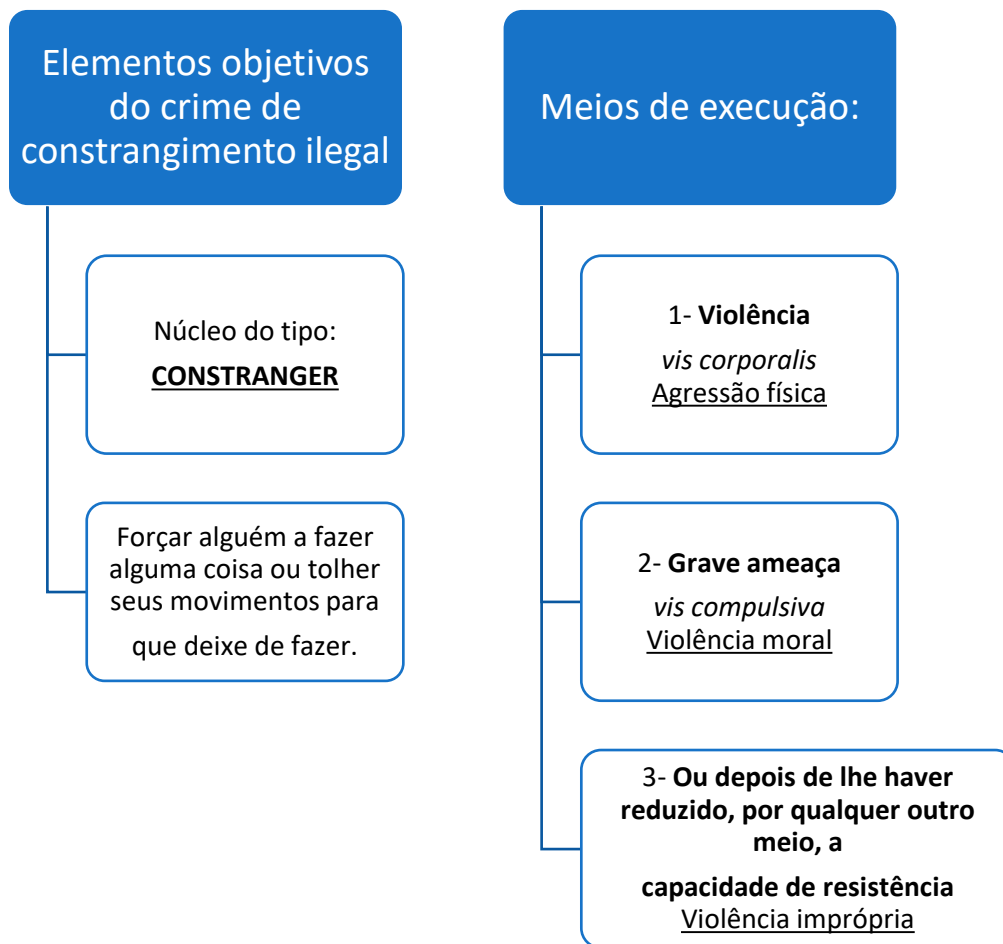 Elementos objetivos
do crime de
constrangimento ilegal
Núcleo do tipo:
CONSTRANGER
Forçar alguém a fazer
alguma coisa ou tolher
seus movimentos para
que deixe de fazer.
Meios de execução:
1- Violência
vis corporalis
Agressão física
2- Grave ameaça
vis compulsiva
Violência moral
3- Ou depois de lhe haver
reduzido, por qualquer outro
meio, a
capacidade de resistência
Violência imprópria